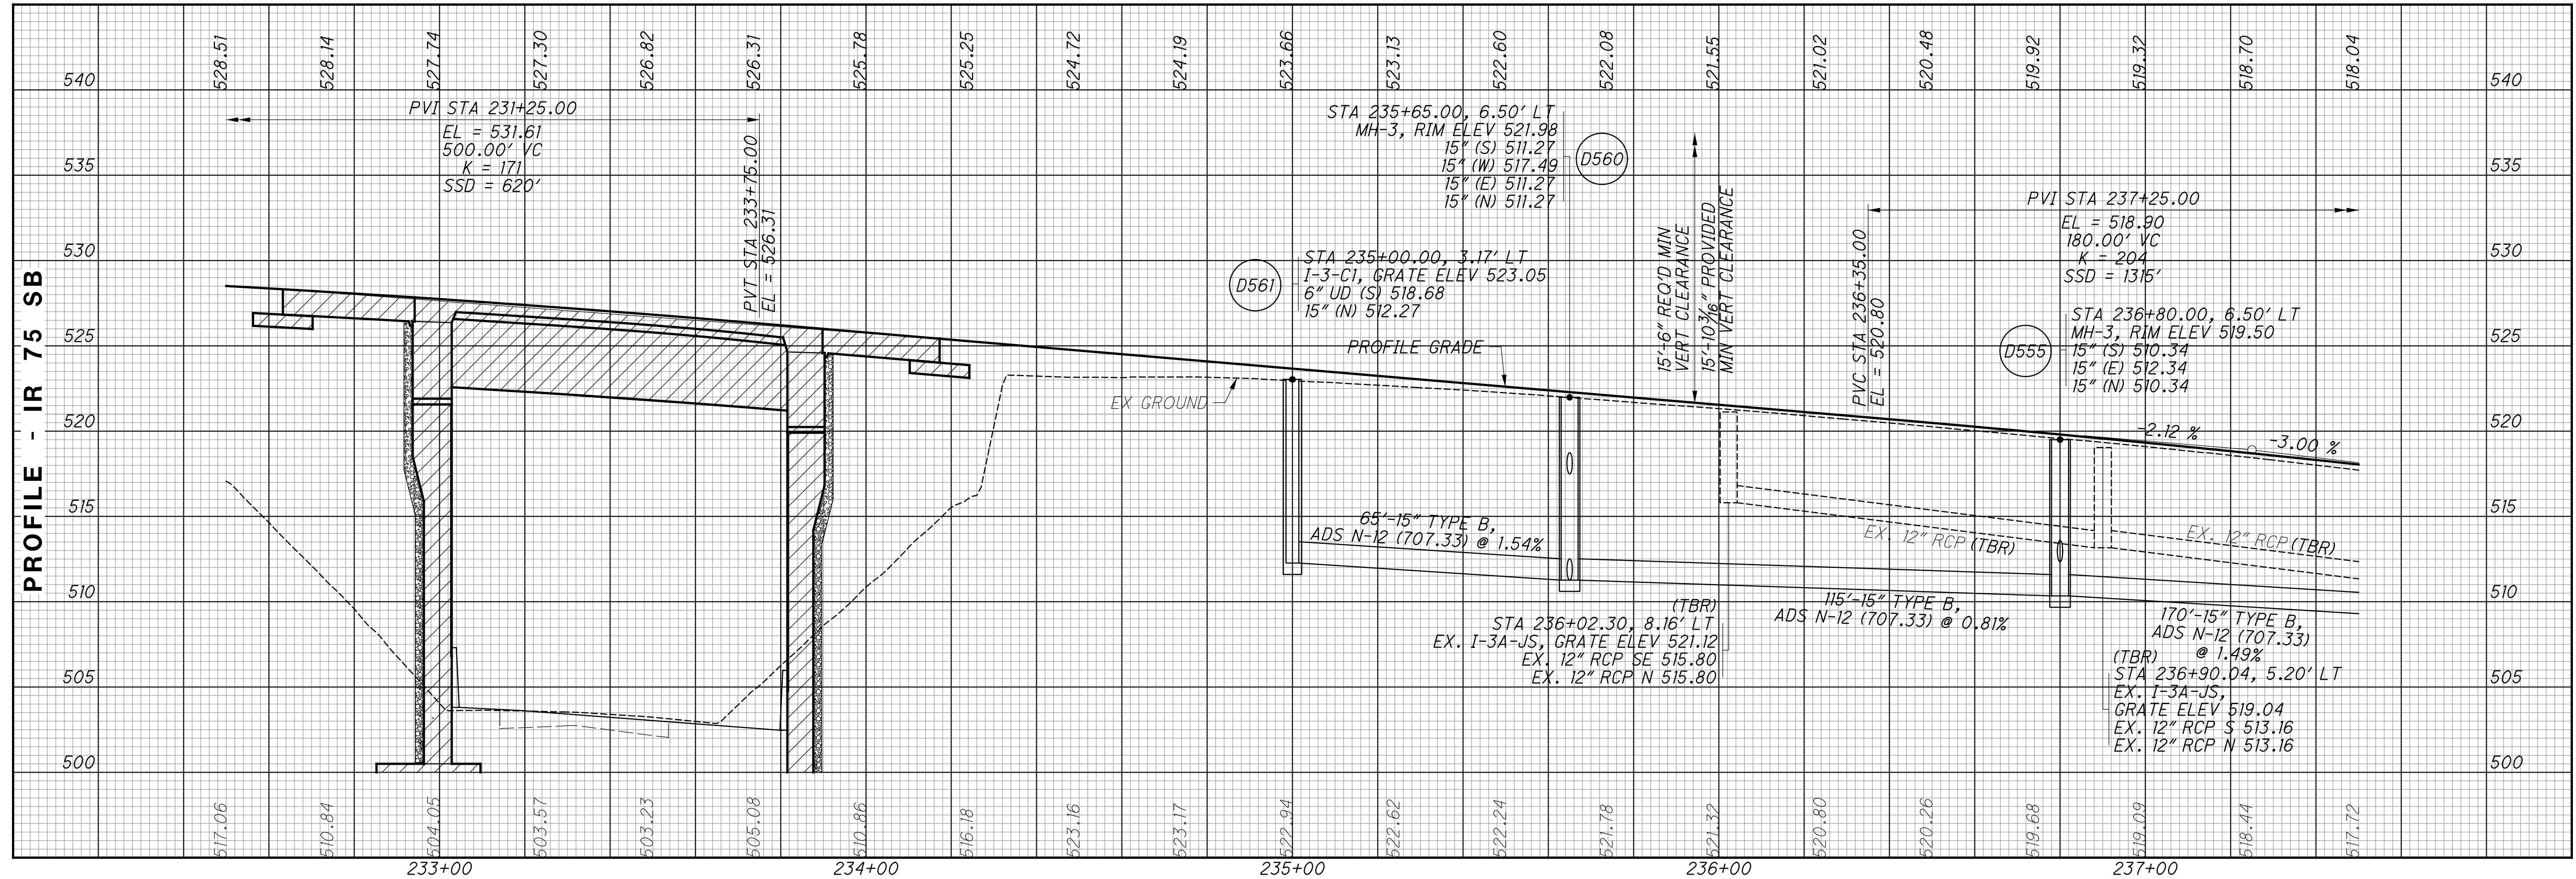 PROFILE - IR 75 SB
528.51 528.14 527.74 527.30 526.82 526.31 525.78 525.25 524.72 524.19 523.66 523.13 522.60 522.08 521.55 521.02 520.48 519.92 519.32 518.70 518.04
540
535
530
525
520
515
510
505
500
PVI STA 231+25.00
EL = 531.61
500.00' VC
K = 171
SSD = 620'
PVT STA 233+75.00
EL = 526.31
D561
STA 235+00.00, 3.17' LT
I-3-C1, GRATE ELEV 523.05
6" UD (S) 518.68
15" (N) 512.27
STA 235+65.00, 6.50' LT
MH-3, RIM ELEV 521.98
15" (S) 511.27
15" (W) 517.49
15" (E) 511.27
15" (N) 511.27
D560
PROFILE GRADE
EX GROUND
15'-6" REQ'D MIN
VERT CLEARANCE
15'-10 3/16" PROVIDED
MIN VERT CLEARANCE
PVC STA 236+35.00
EL = 520.80
PVI STA 237+25.00
EL = 518.90
180.00' VC
K = 204
SSD = 1315'
D555
STA 236+80.00, 6.50' LT
MH-3, RIM ELEV 519.50
15" (S) 510.34
15" (E) 512.34
15" (N) 510.34
-2.12 %
-3.00 %
65'-15" TYPE B,
ADS N-12 (707.33) @ 1.54%
EX. 12" RCP (TBR)
EX. 12" RCP (TBR)
115'-15" TYPE B,
ADS N-12 (707.33) @ 0.81%
170'-15" TYPE B,
ADS N-12 (707.33)
@ 1.49%
(TBR)
STA 236+02.30, 8.16' LT
EX. I-3A-JS, GRATE ELEV 521.12
EX. 12" RCP SE 515.80
EX. 12" RCP N 515.80
(TBR)
STA 236+90.04, 5.20' LT
EX. I-3A-JS,
GRATE ELEV 519.04
EX. 12" RCP S 513.16
EX. 12" RCP N 513.16
540
535
530
525
520
515
510
505
500
517.06 510.84 504.05 503.57 503.23 505.08 510.86 516.18 523.16 523.17 522.94 522.62 522.24 521.78 521.32 520.80 520.26 519.68 519.09 518.44 517.72
233+00 234+00 235+00 236+00 237+00